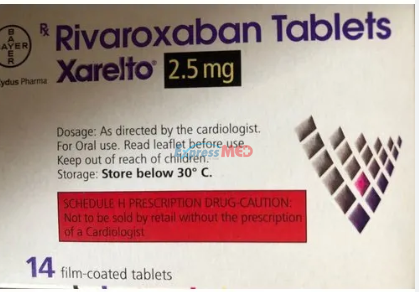 BAYER
BAYER
Zydus Pharma
Rx
Rivaroxaban Tablets
Xarelto® 2.5 mg
Dosage: As directed by the cardiologist.
For Oral use. Read leaflet before use.
Keep out of reach of children.
ExpressMED
Storage: Store below 30° C.
SCHEDULE H PRESCRIPTION DRUG-CAUTION:
Not to be sold by retail without the prescription
of a Cardiologist
14 film-coated tablets